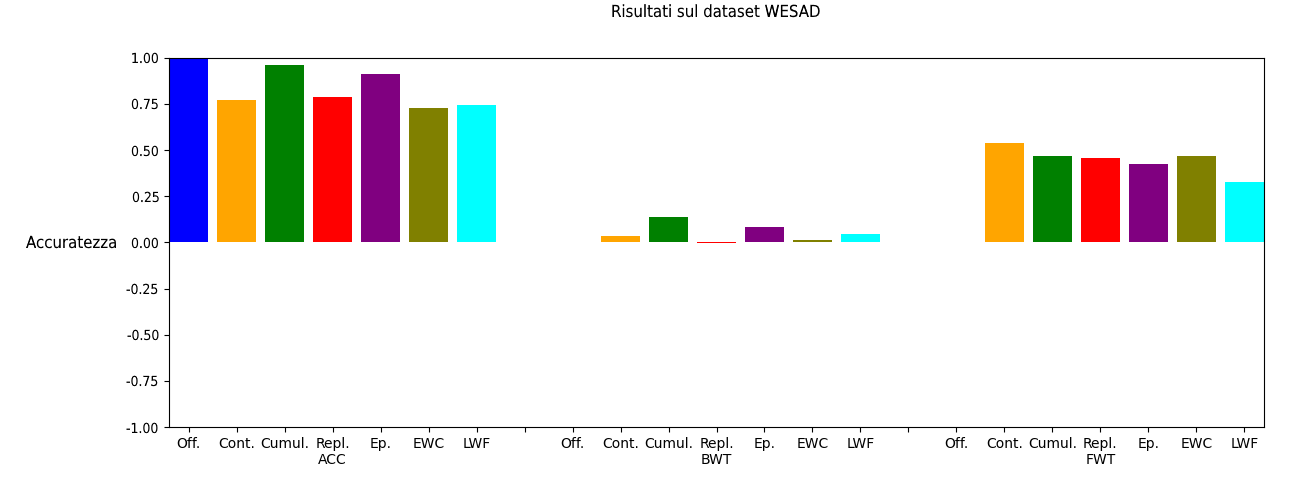 Risultati sul dataset WESAD
1.00
0.75
0.50
0.25
Accuratezza 0.00
-0.25
-0.50
-0.75
-1.00
Off. Cont. Cumul. Repl. Ep. EWC LWF Off. Cont. Cumul. Repl. Ep. EWC LWF Off. Cont. Cumul. Repl. Ep. EWC LWF
ACC BWT FWT